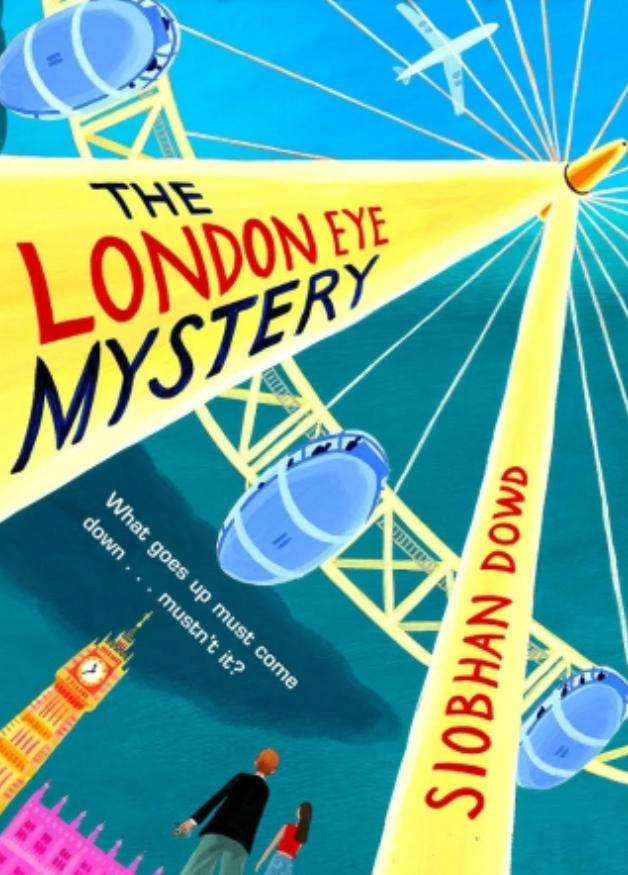 THE
LONDON EYE
MYSTERY
What goes up must come
down . . . mustn't it?
SIOBHAN DOWD